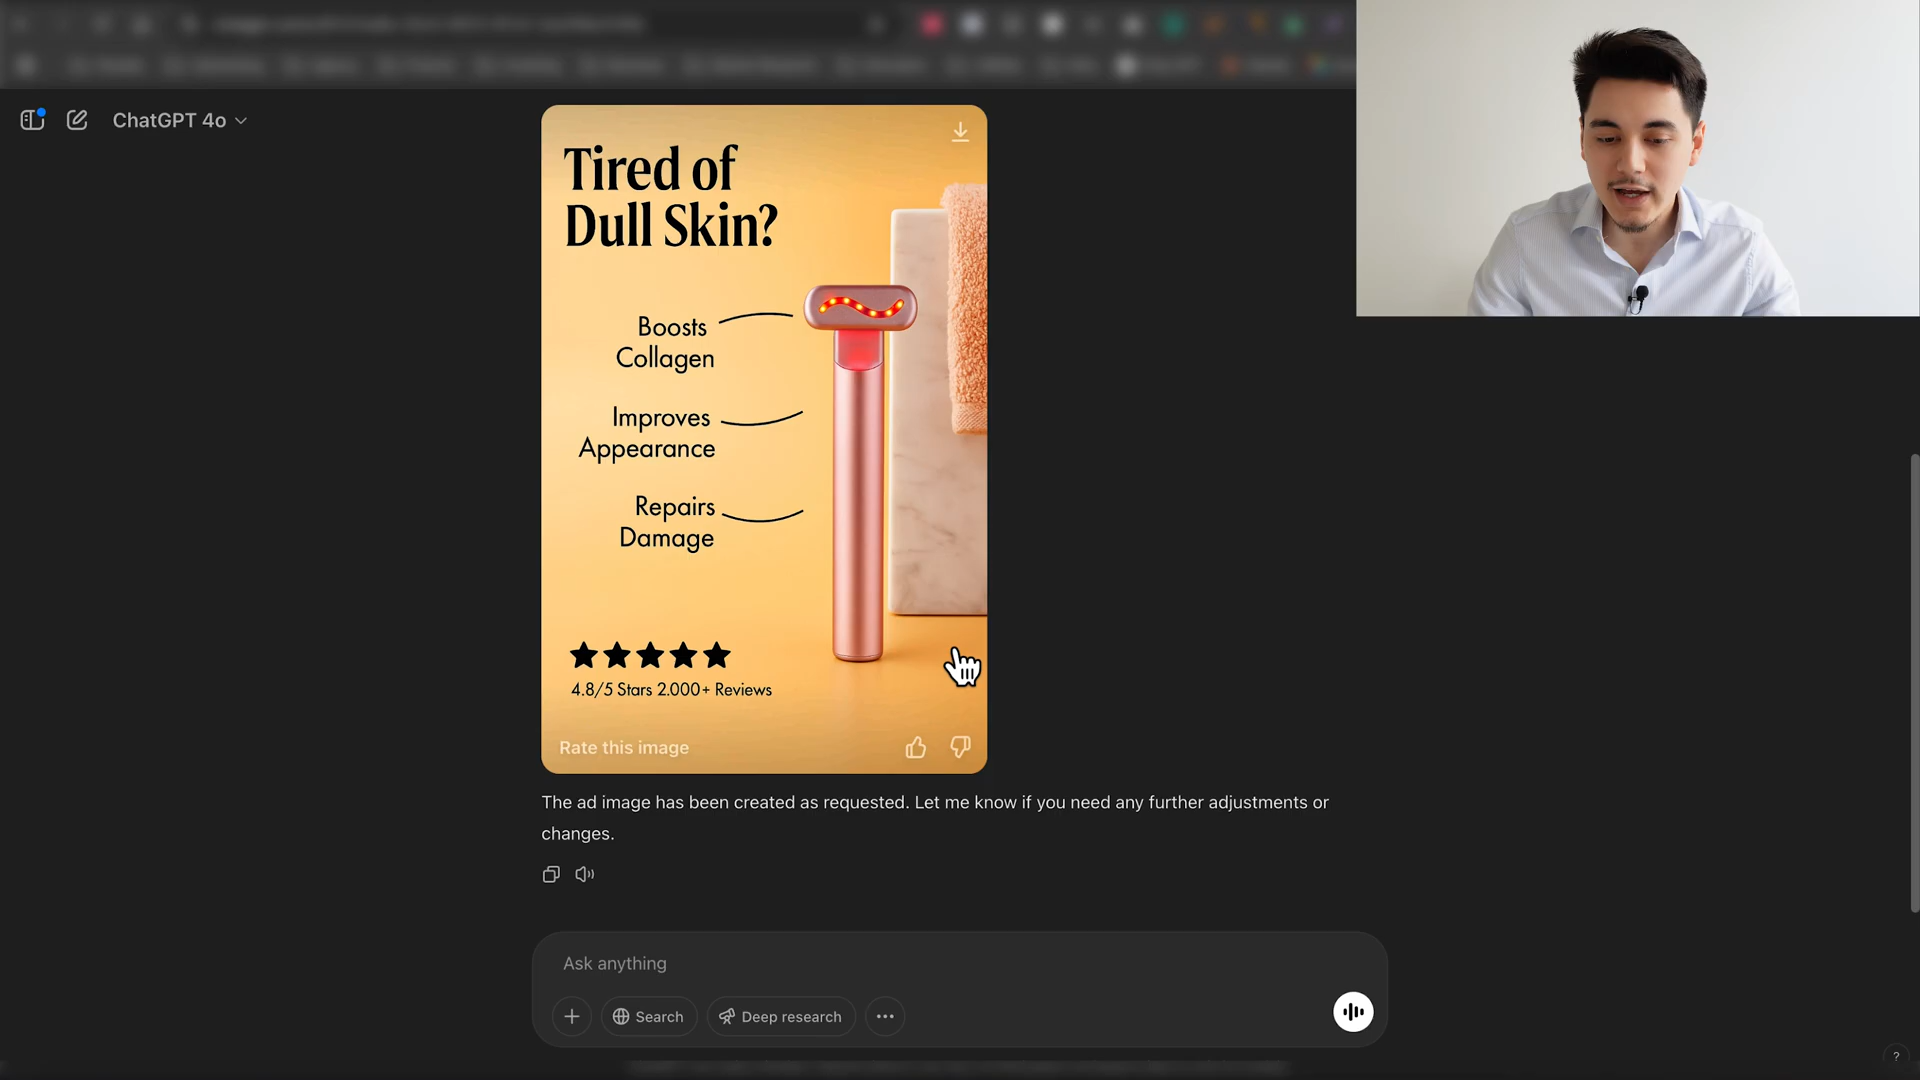 ChatGPT 4o
Tired of
Dull Skin?
Boosts
Collagen
Improves
Appearance
Repairs
Damage
4.8/5 Stars 2.000+ Reviews
Rate this image
The ad image has been created as requested. Let me know if you need any further adjustments or
changes.
Ask anything
Search
Deep research
?